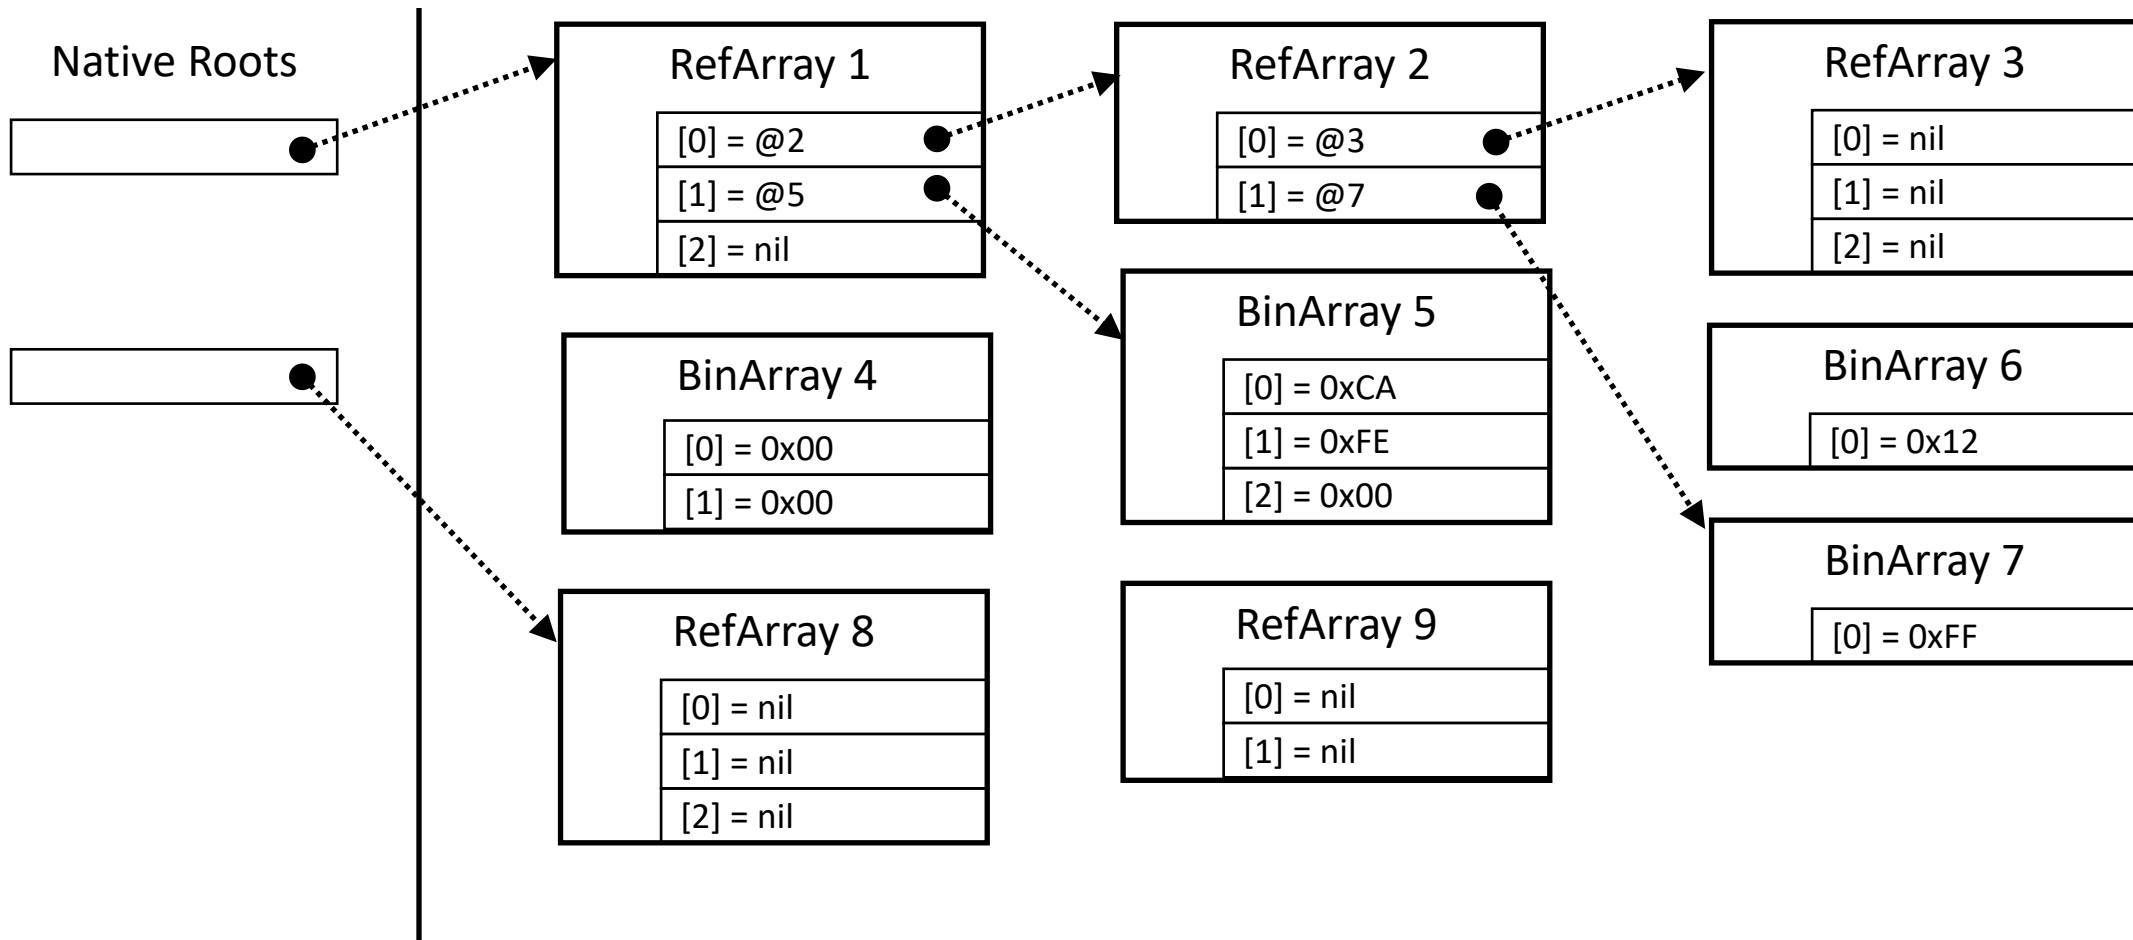 Native Roots
RefArray 1
[0] = @2
[1] = @5
[2] = nil
RefArray 2
[0] = @3
[1] = @7
RefArray 3
[0] = nil
[1] = nil
[2] = nil
BinArray 4
[0] = 0x00
[1] = 0x00
BinArray 5
[0] = 0xCA
[1] = 0xFE
[2] = 0x00
BinArray 6
[0] = 0x12
BinArray 7
[0] = 0xFF
RefArray 8
[0] = nil
[1] = nil
[2] = nil
RefArray 9
[0] = nil
[1] = nil